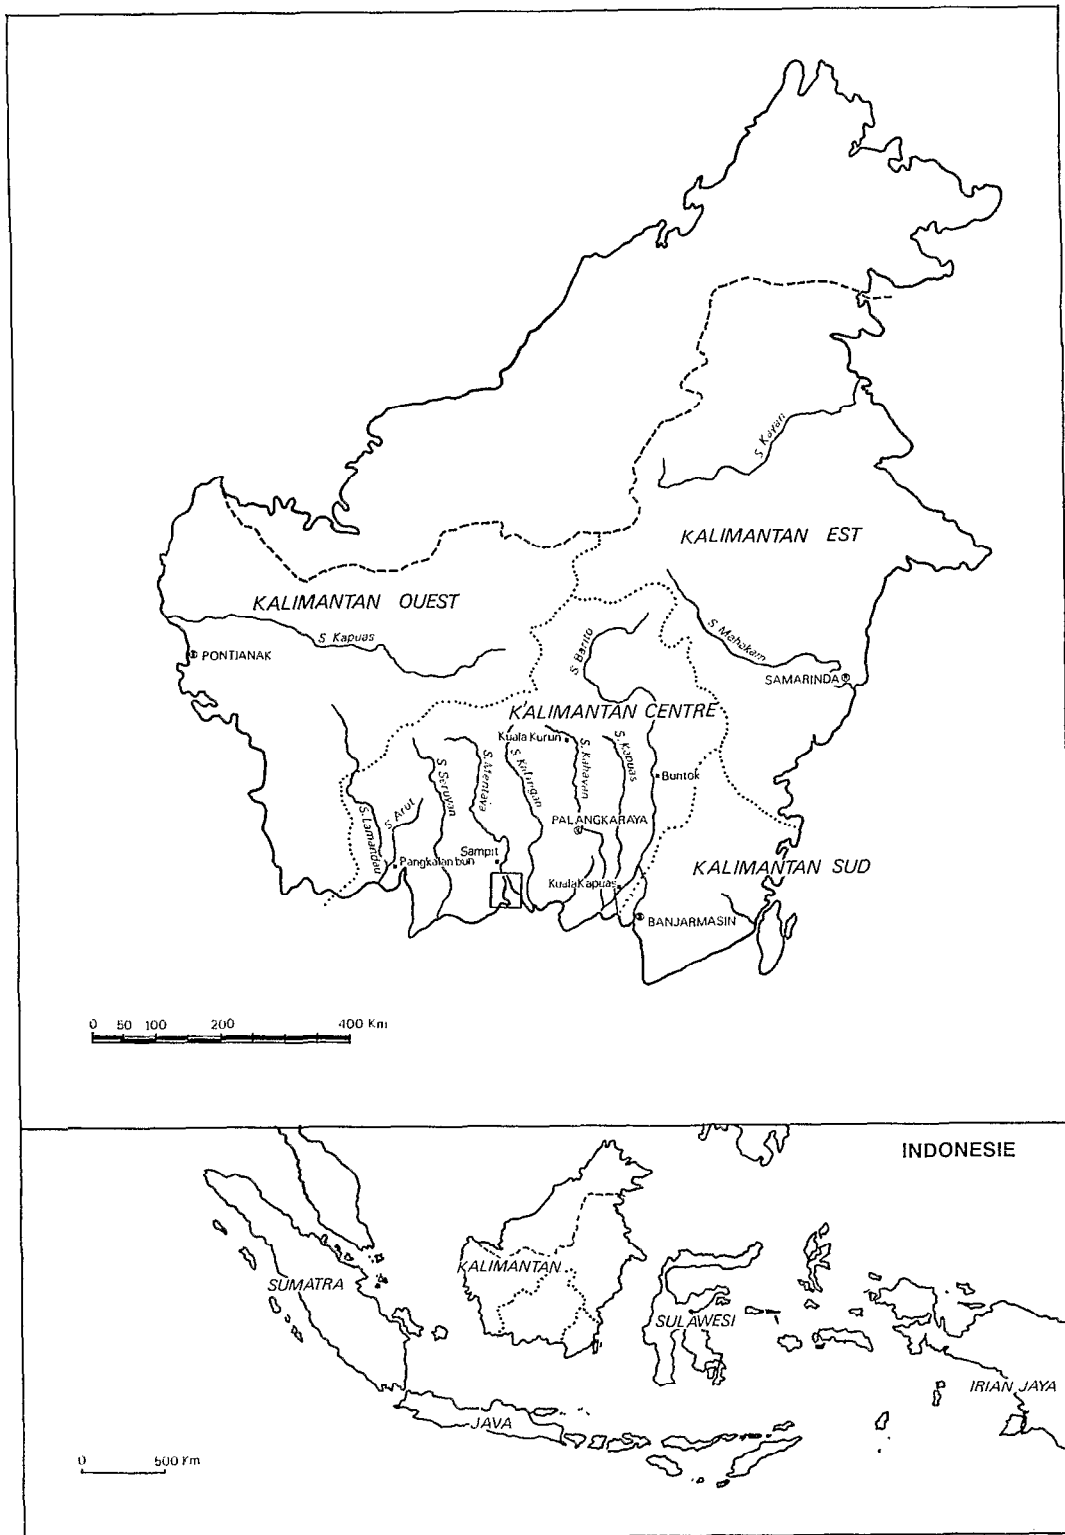 S. Kayan
KALIMANTAN EST
KALIMANTAN OUEST
S. Kapuas
PONTIANAK
S. Barito
S. Mahakam
SAMARINDA
KALIMANTAN CENTRE
Kuala Kurun
S. Seruyan
S. Mentaya
S. Katingan
S. Kahayan
S. Kapuas
Buntok
S. Lamandau
S. Arut
PALANGKARAYA
Sampit
Pangkalanbun
KALIMANTAN SUD
Kuala Kapuas
BANJARMASIN
0 50 100 200 400 Km
INDONESIE
KALIMANTAN
SUMATRA
SULAWESI
IRIAN JAYA
JAVA
0 500 Km